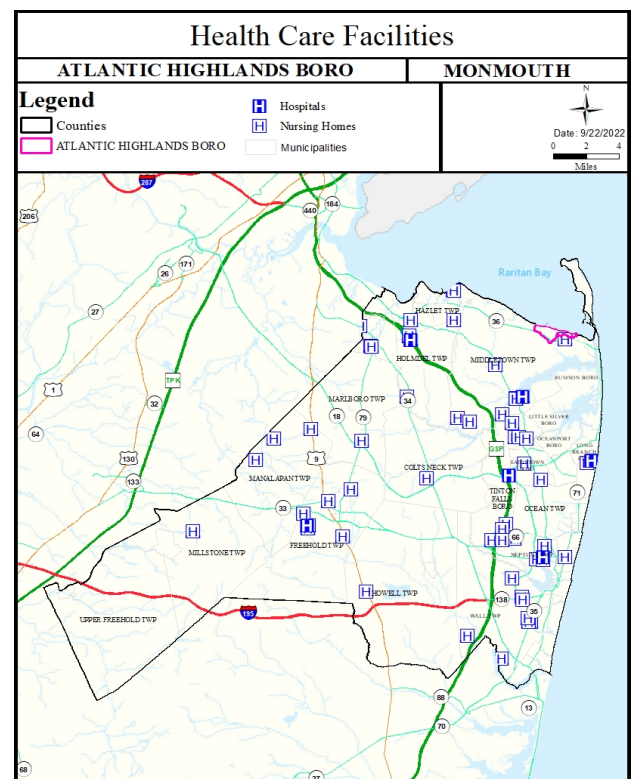 Health Care Facilities
ATLANTIC HIGHLANDS BORO
MONMOUTH
Legend
Counties
ATLANTIC HIGHLANDS BORO
H Hospitals
H Nursing Homes
Municipalities
N
Date: 9/22/2022
0 2 4
Miles
287
206
440
184
171
26
27
Raritan Bay
HAZLET TWP
36
HOLMDEL TWP
MIDDLETOWN TWP
1
TPK
RUMSON BORO
32
MARLBORO TWP
34
18
79
LITTLE SILVER
BORO
64
OCEANPORT
BORO
GSP
LONG
BRANCH
130
9
133
COLTS NECK TWP
MANALAPAN TWP
TINTON
FALLS
BORO
71
33
OCEAN TWP
MILLSTONE TWP
FREEHOLD TWP
66
HOWELL TWP
138
195
35
UPPER FREEHOLD TWP
WALL TWP
88
13
70
68
37